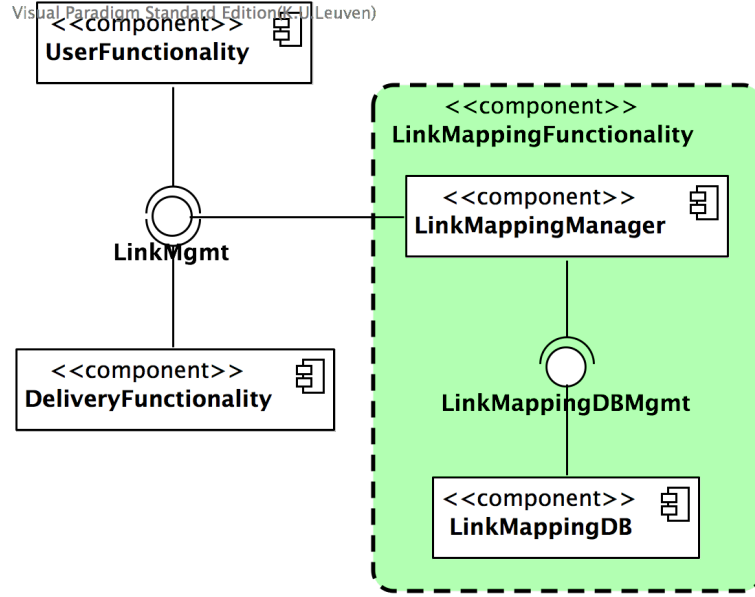 Visual Paradigm Standard Edition(K.U.Leuven)
<<component>>
UserFunctionality
<<component>>
LinkMappingFunctionality
<<component>>
LinkMappingManager
LinkMgmt
<<component>>
DeliveryFunctionality
LinkMappingDBMgmt
<<component>>
LinkMappingDB